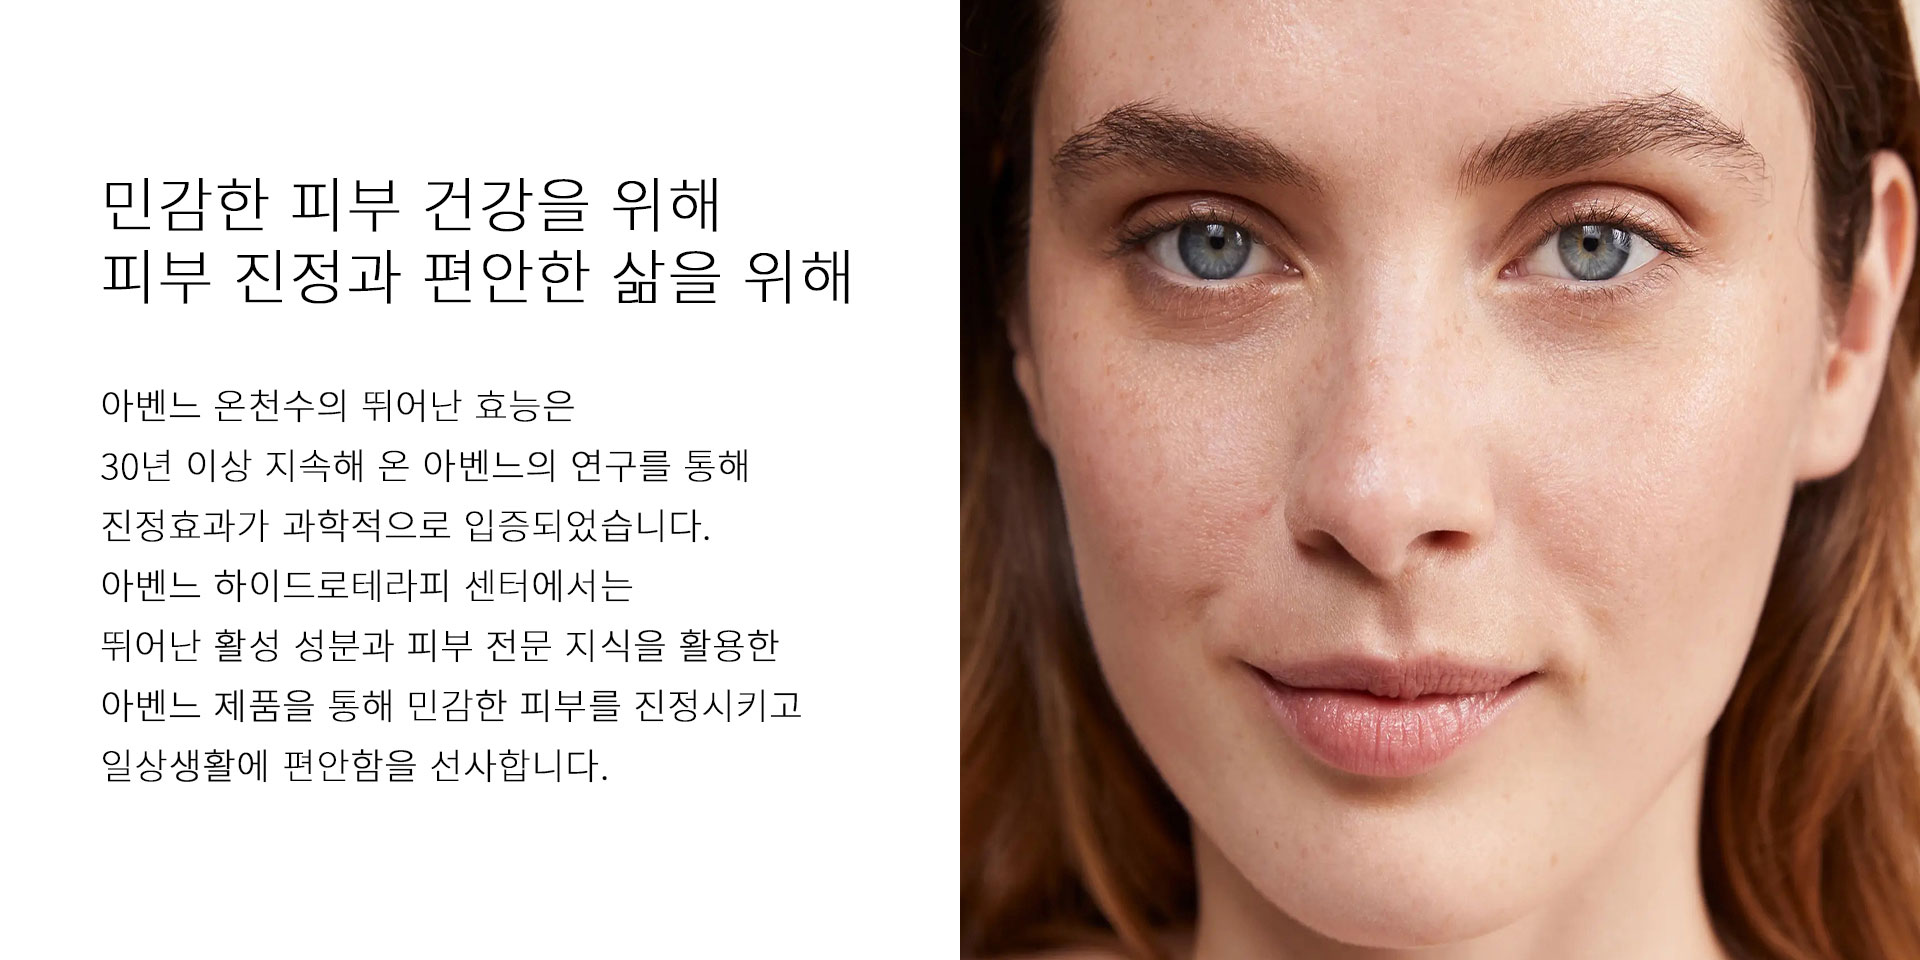 민감한 피부 건강을 위해
피부 진정과 편안한 삶을 위해
아벤느 온천수의 뛰어난 효능은
30년 이상 지속해 온 아벤느의 연구를 통해
진정효과가 과학적으로 입증되었습니다.
아벤느 하이드로테라피 센터에서는
뛰어난 활성 성분과 피부 전문 지식을 활용한
아벤느 제품을 통해 민감한 피부를 진정시키고
일상생활에 편안함을 선사합니다.